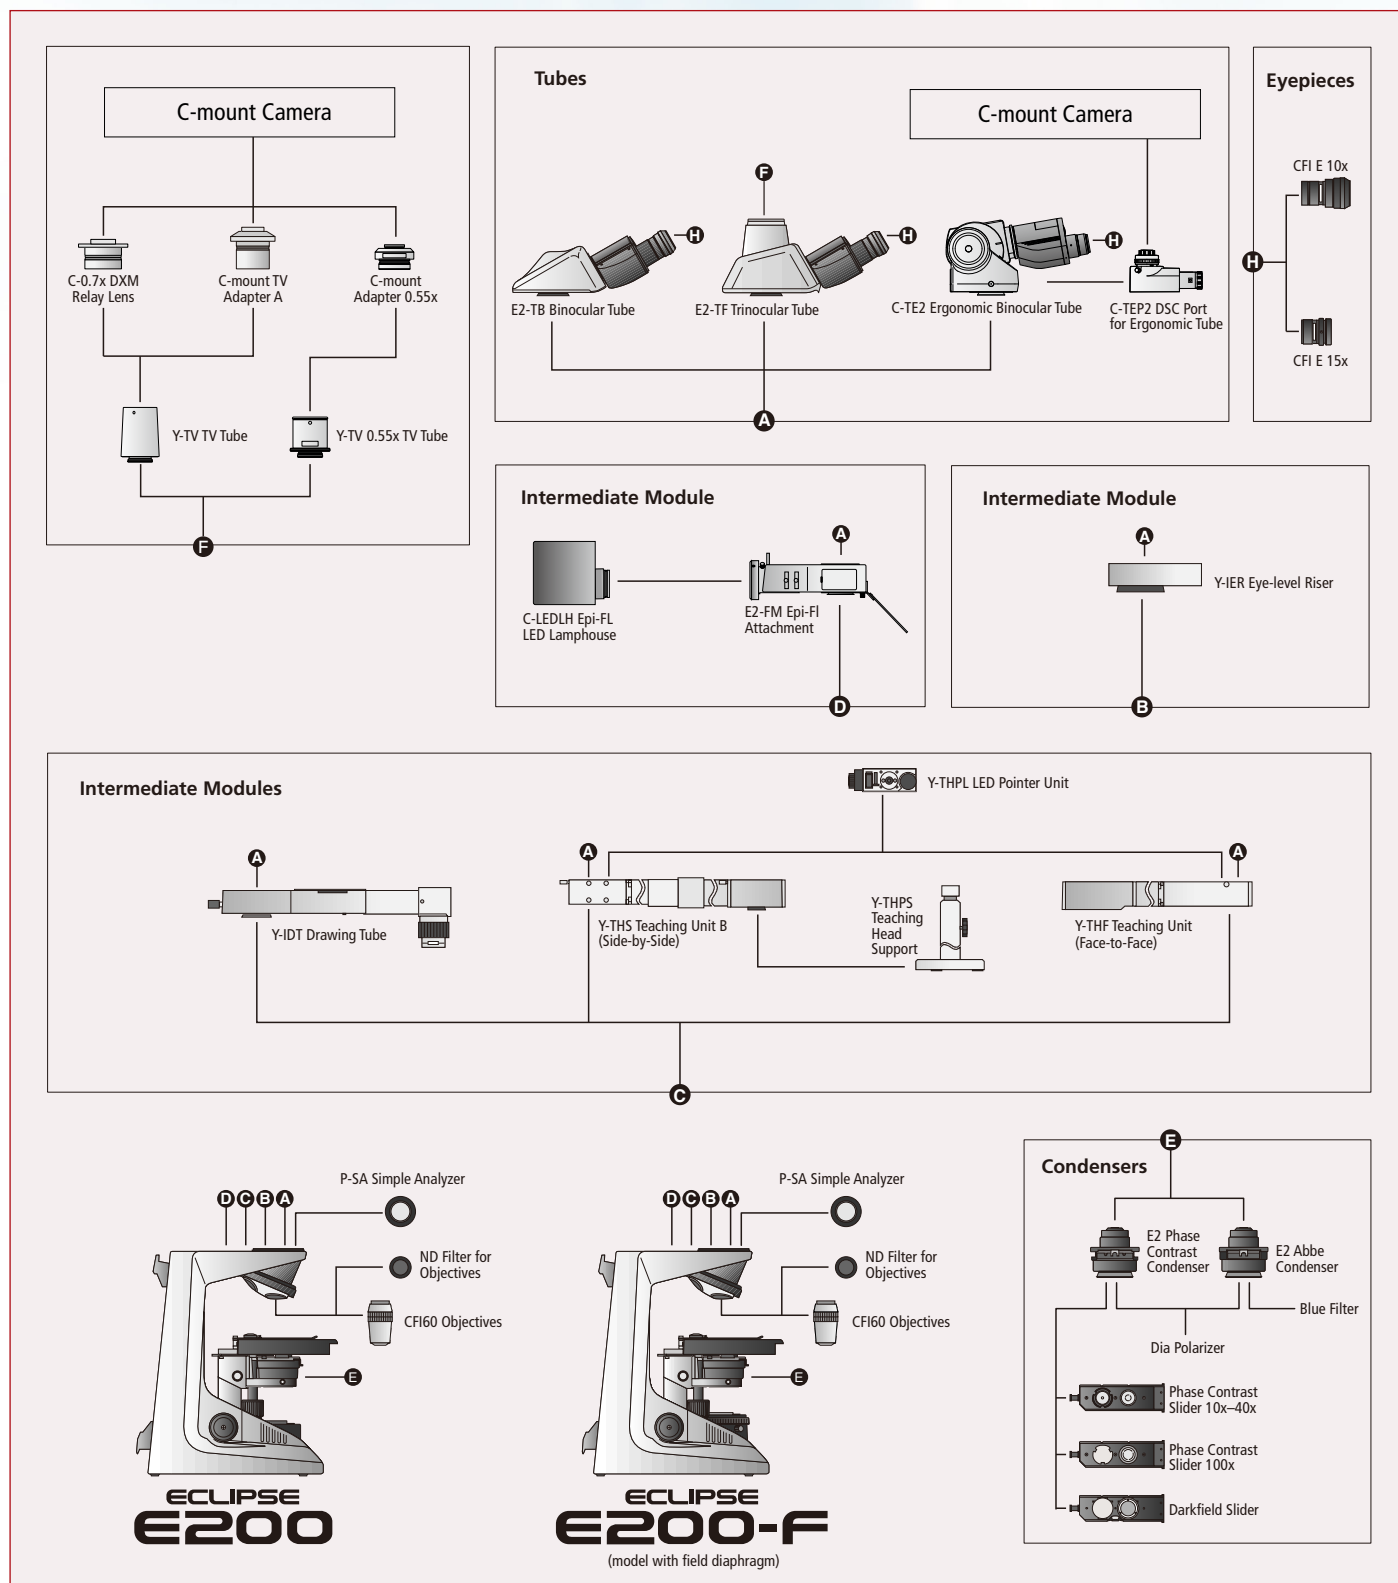 C-mount Camera
C-0.7x DXM
Relay Lens
C-mount TV
Adapter A
C-mount
Adapter 0.55x
Y-TV TV Tube
Y-TV 0.55x TV Tube
F
Tubes
C-mount Camera
F
H
H
H
E2-TB Binocular Tube
E2-TF Trinocular Tube
C-TE2 Ergonomic Binocular Tube
C-TEP2 DSC Port
for Ergonomic Tube
A
Eyepieces
CFI E 10x
H
CFI E 15x
Intermediate Module
A
C-LEDLH Epi-FL
LED Lamphouse
E2-FM Epi-Fl
Attachment
D
Intermediate Module
A
Y-IER Eye-level Riser
B
Intermediate Modules
Y-THPL LED Pointer Unit
A
A
A
Y-IDT Drawing Tube
Y-THS Teaching Unit B
(Side-by-Side)
Y-THPS
Teaching
Head
Support
Y-THF Teaching Unit
(Face-to-Face)
C
P-SA Simple Analyzer
D C B A
ND Filter for
Objectives
CFI60 Objectives
E
ECLIPSE
E200
P-SA Simple Analyzer
D C B A
ND Filter for
Objectives
CFI60 Objectives
E
ECLIPSE
E200-F
(model with field diaphragm)
E
Condensers
E2 Phase
Contrast
Condenser
E2 Abbe
Condenser
Blue Filter
Dia Polarizer
Phase Contrast
Slider 10x–40x
Phase Contrast
Slider 100x
Darkfield Slider